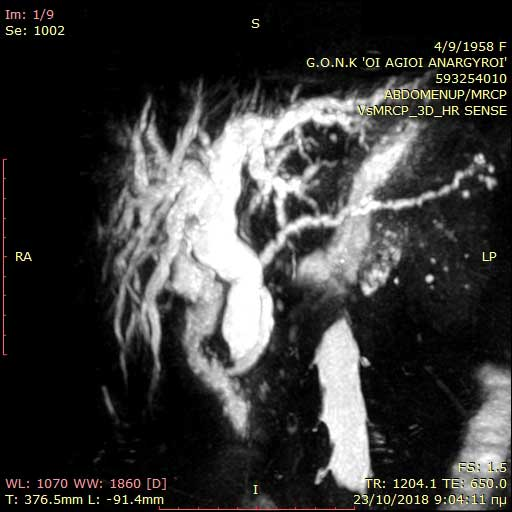 Im: 1/9
Se: 1002
S
4/9/1958 F
G.O.N.K 'OI AGIOI ANARGYROI'
593254010
ABDOMENUP/MRCP
VsMRCP_3D_HR SENSE
RA
LP
WL: 1070 WW: 1860 [D]
T: 376.5mm L: -91.4mm
I
FS: 1.5
TR: 1204.1 TE: 650.0
23/10/2018 9:04:11 πμ